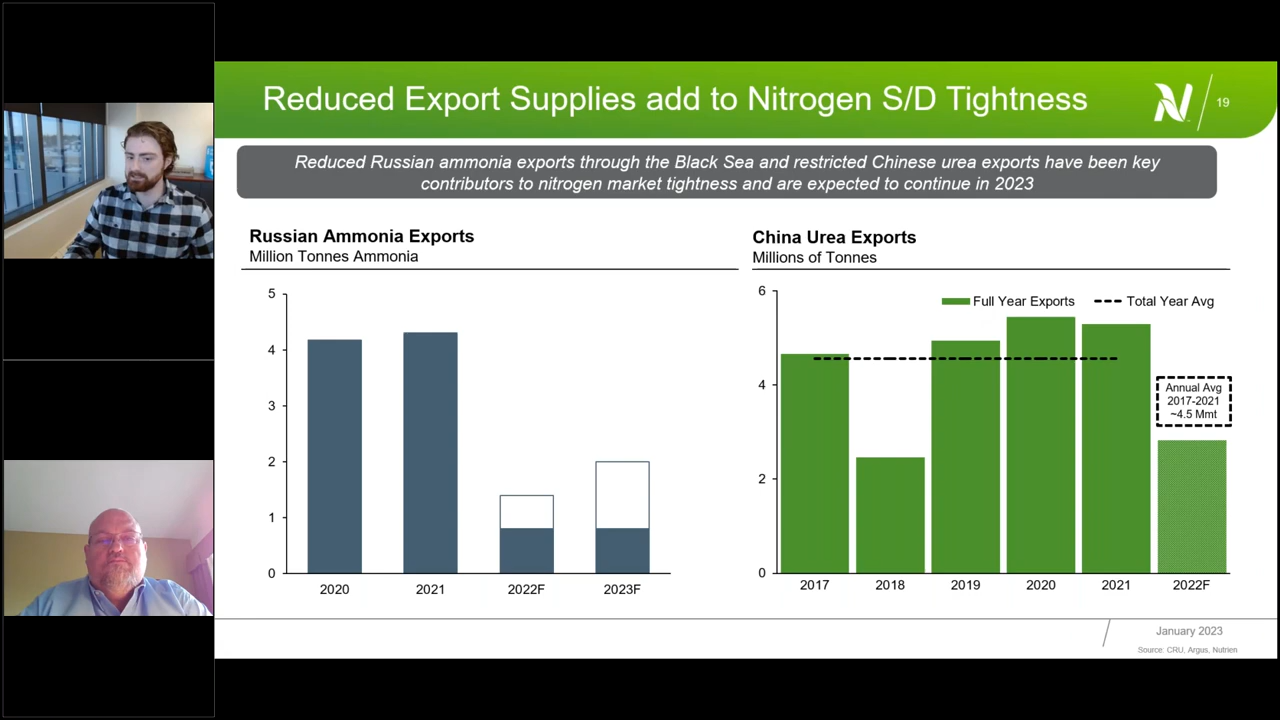 Reduced Export Supplies add to Nitrogen S/D Tightness
19
Reduced Russian ammonia exports through the Black Sea and restricted Chinese urea exports have been key
contributors to nitrogen market tightness and are expected to continue in 2023
Russian Ammonia Exports
Million Tonnes Ammonia
5
4
3
2
1
0
2020
2021
2022F
2023F
China Urea Exports
Millions of Tonnes
6
4
2
0
Full Year Exports
Total Year Avg
Annual Avg
2017-2021
~4.5 Mmt
2017
2018
2019
2020
2021
2022F
January 2023
Source: CRU, Argus, Nutrien